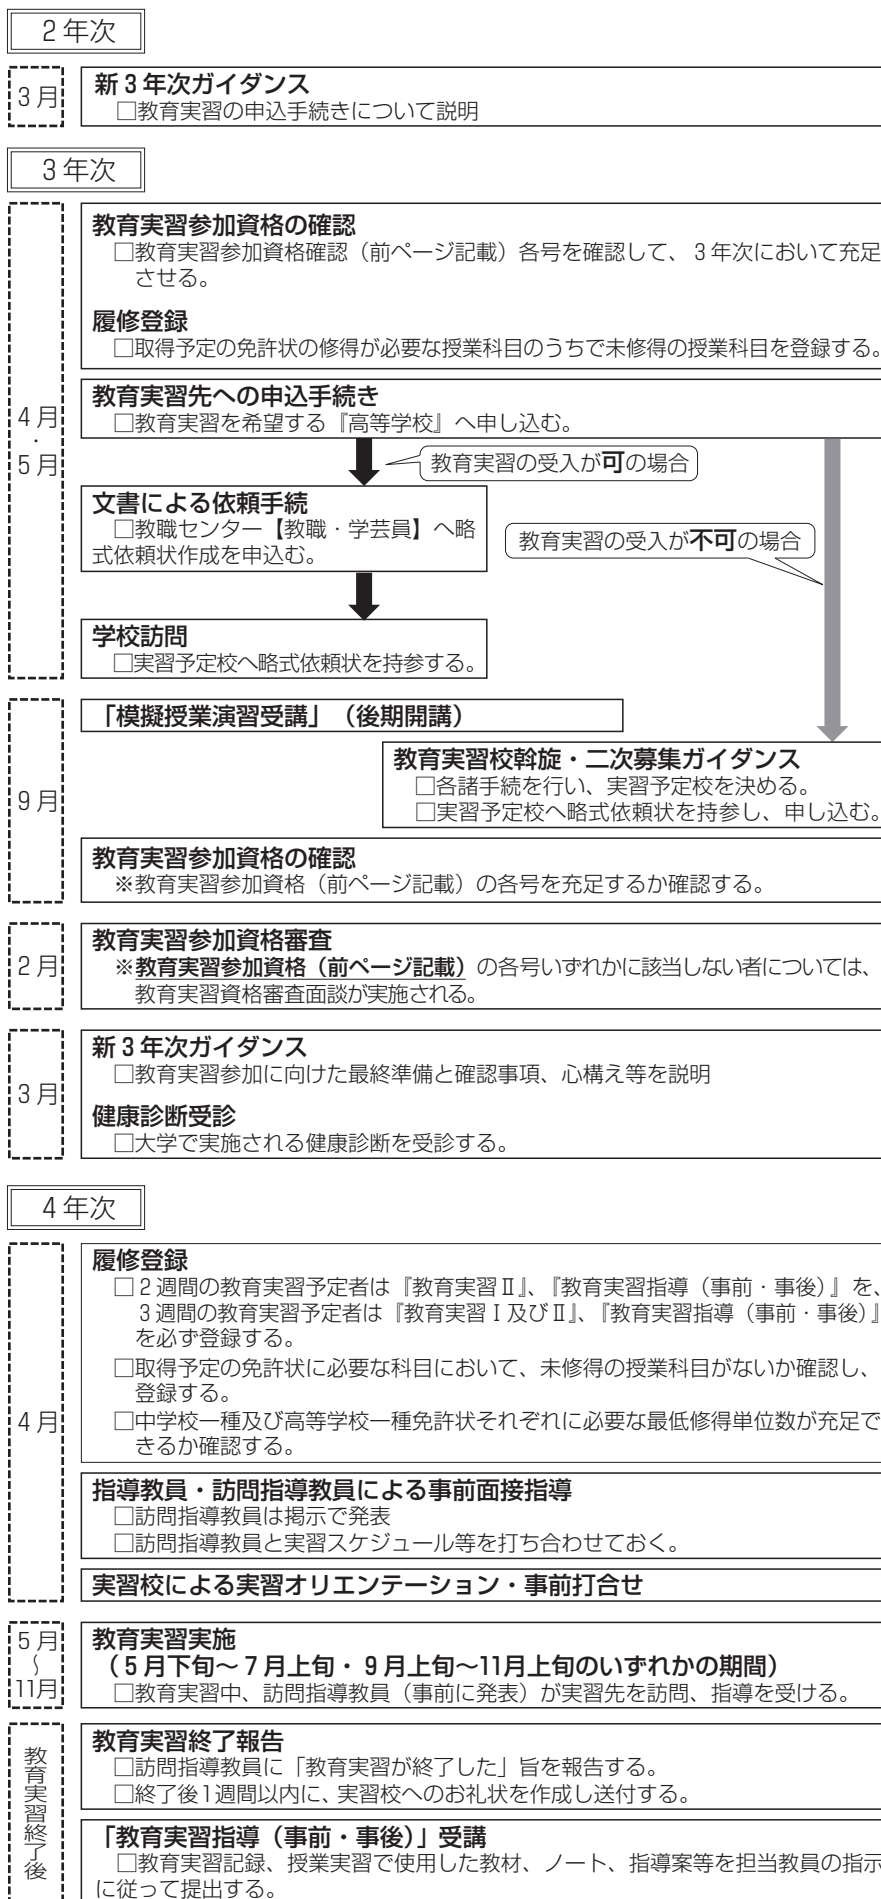 2年次
3月
新3年次ガイダンス
□教育実習の申込手続きについて説明
3年次
4月・5月
教育実習参加資格の確認
□教育実習参加資格確認（前ページ記載）各号を確認して、3年次において充足
させる。
履修登録
□取得予定の免許状の修得が必要な授業科目のうちで未修得の授業科目を登録する。
教育実習先への申込手続き
□教育実習を希望する『高等学校』へ申し込む。
教育実習の受入が可の場合
文書による依頼手続
□教職センター【教職・学芸員】へ略
式依頼状作成を申込む。
教育実習の受入が不可の場合
学校訪問
□実習予定校へ略式依頼状を持参する。
9月
「模擬授業演習受講」（後期開講）
教育実習校斡旋・二次募集ガイダンス
□各諸手続を行い、実習予定校を決める。
□実習予定校へ略式依頼状を持参し、申し込む。
教育実習参加資格の確認
※教育実習参加資格（前ページ記載）の各号を充足するか確認する。
2月
教育実習参加資格審査
※教育実習参加資格（前ページ記載）の各号いずれかに該当しない者については、
教育実習資格審査面談が実施される。
3月
新3年次ガイダンス
□教育実習参加に向けた最終準備と確認事項、心構え等を説明
健康診断受診
□大学で実施される健康診断を受診する。
4年次
4月
履修登録
□2週間の教育実習予定者は『教育実習Ⅱ』、『教育実習指導（事前・事後）』を、
3週間の教育実習予定者は『教育実習Ⅰ及びⅡ』、『教育実習指導（事前・事後）』
を必ず登録する。
□取得予定の免許状に必要な科目において、未修得の授業科目がないか確認し、
登録する。
□中学校一種及び高等学校一種免許状それぞれに必要な最低修得単位数が充足で
きるか確認する。
指導教員・訪問指導教員による事前面接指導
□訪問指導教員は掲示で発表
□訪問指導教員と実習スケジュール等を打ち合わせておく。
実習校による実習オリエンテーション・事前打合せ
5月～11月
教育実習実施
（5月下旬～7月上旬・9月上旬～11月上旬のいずれかの期間）
□教育実習中、訪問指導教員（事前に発表）が実習先を訪問、指導を受ける。
教育実習終了後
教育実習終了報告
□訪問指導教員に「教育実習が終了した」旨を報告する。
□終了後1週間以内に、実習校へのお礼状を作成し送付する。
「教育実習指導（事前・事後）」受講
□教育実習記録、授業実習で使用した教材、ノート、指導案等を担当教員の指示
に従って提出する。